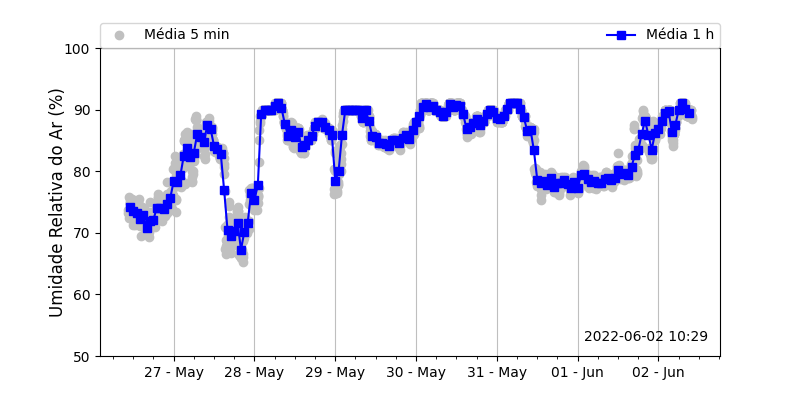 Média 5 min
Média 1 h
Umidade Relativa do Ar (%)
100
90
80
70
60
50
2022-06-02 10:29
27 - May
28 - May
29 - May
30 - May
31 - May
01 - Jun
02 - Jun